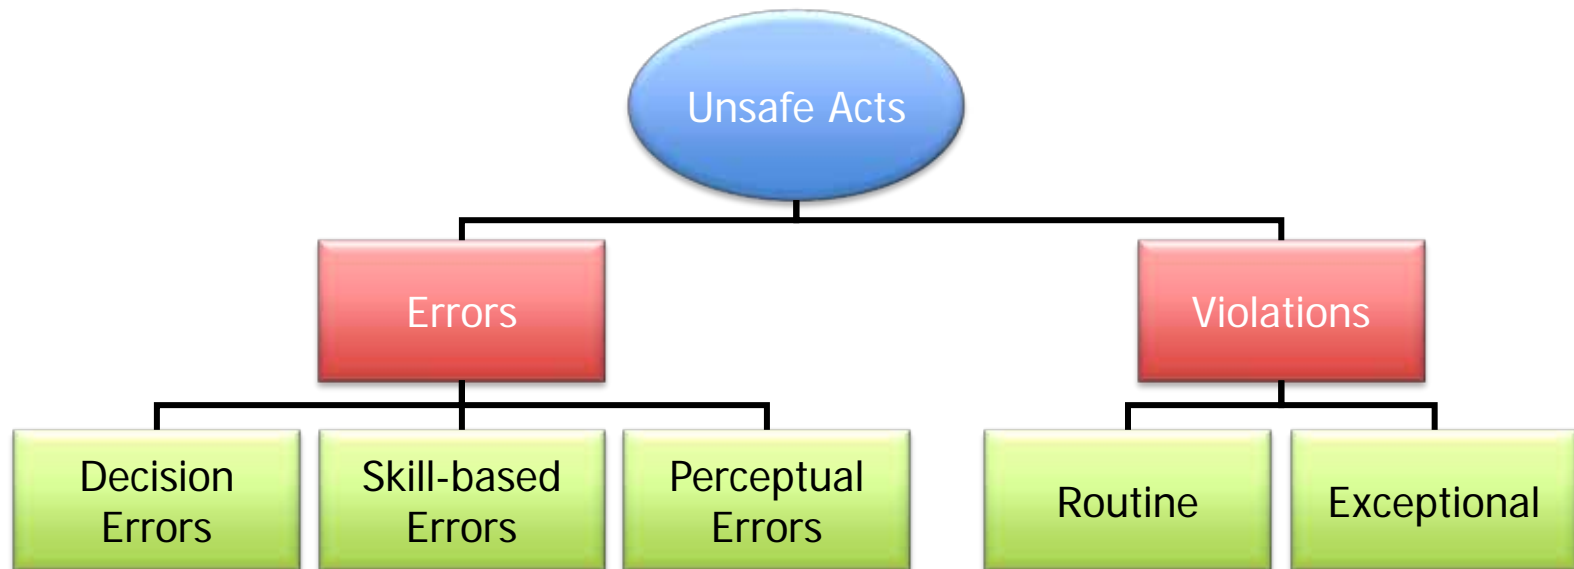 Unsafe Acts
Errors
Violations
Decision
Errors
Skill-based
Errors
Perceptual
Errors
Routine
Exceptional